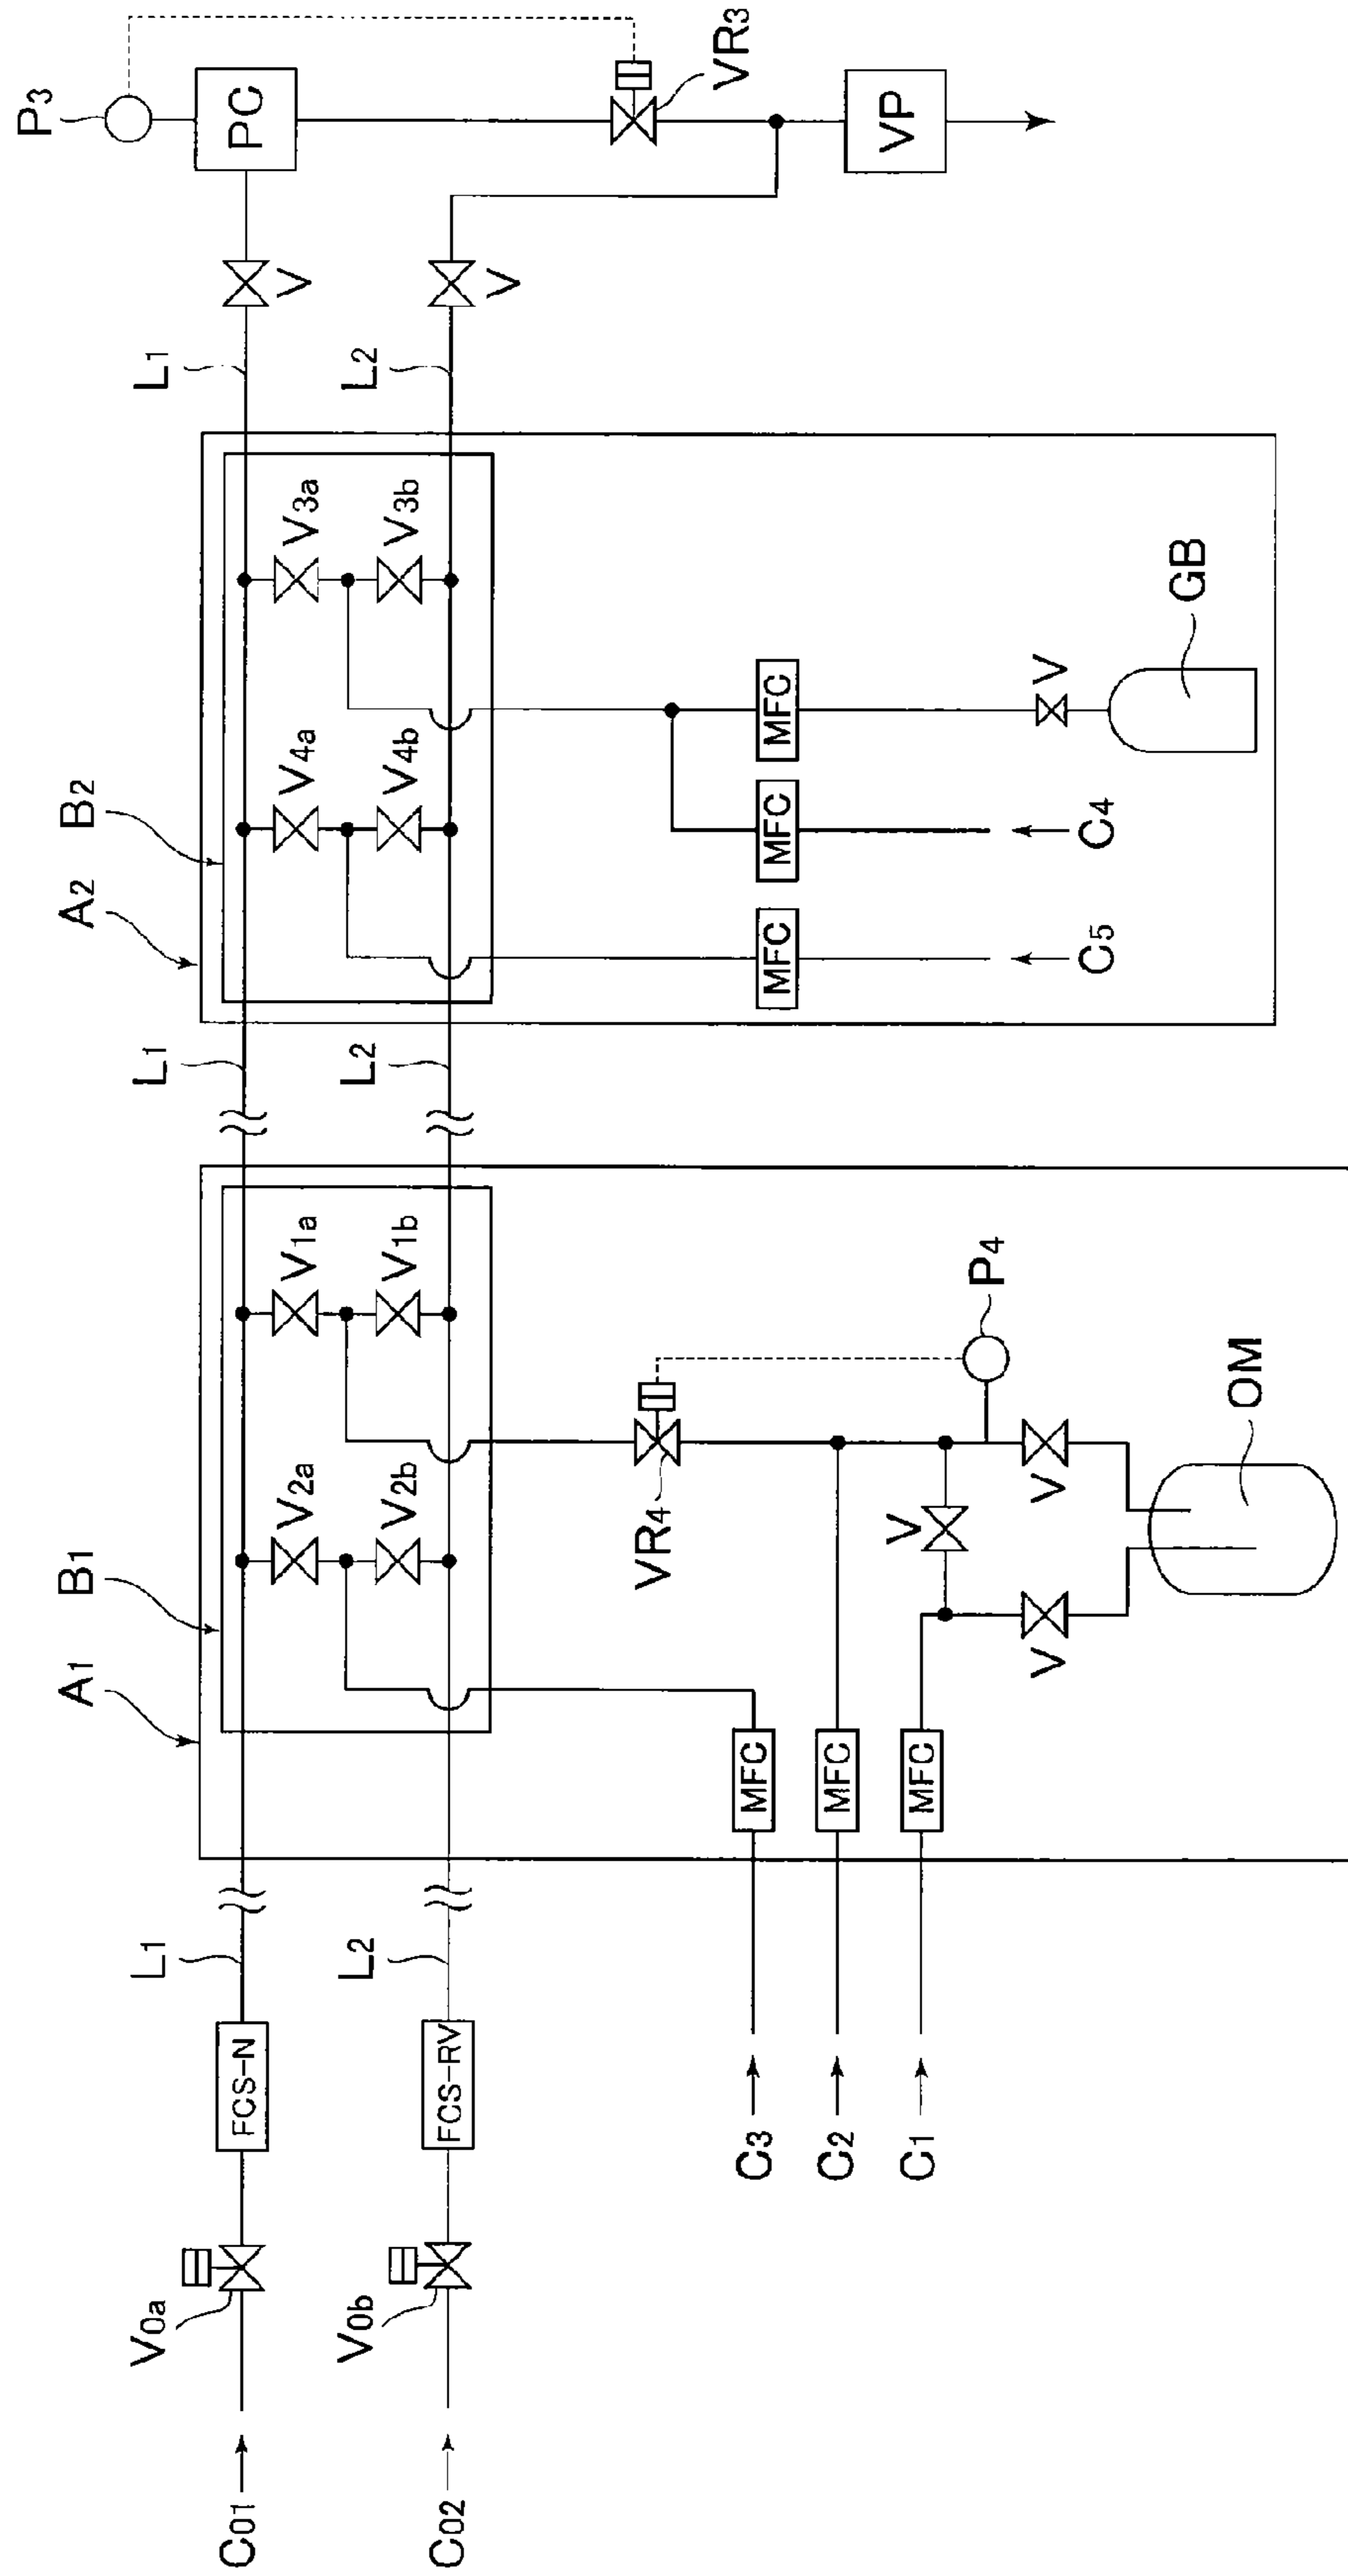 P3
A1
B1
A2
B2
V0a
L1
L1
L1
C01
FCS-N
PC
V2a
V1a
V4a
V3a
V
V0b
L2
L2
L2
V2b
V1b
V4b
V3b
C02
FCS-RV
V
VR4
VR3
C3
MFC
MFC
MFC
MFC
C2
MFC
V
VP
C1
MFC
P4
V
V
V
C5
C4
GB
OM